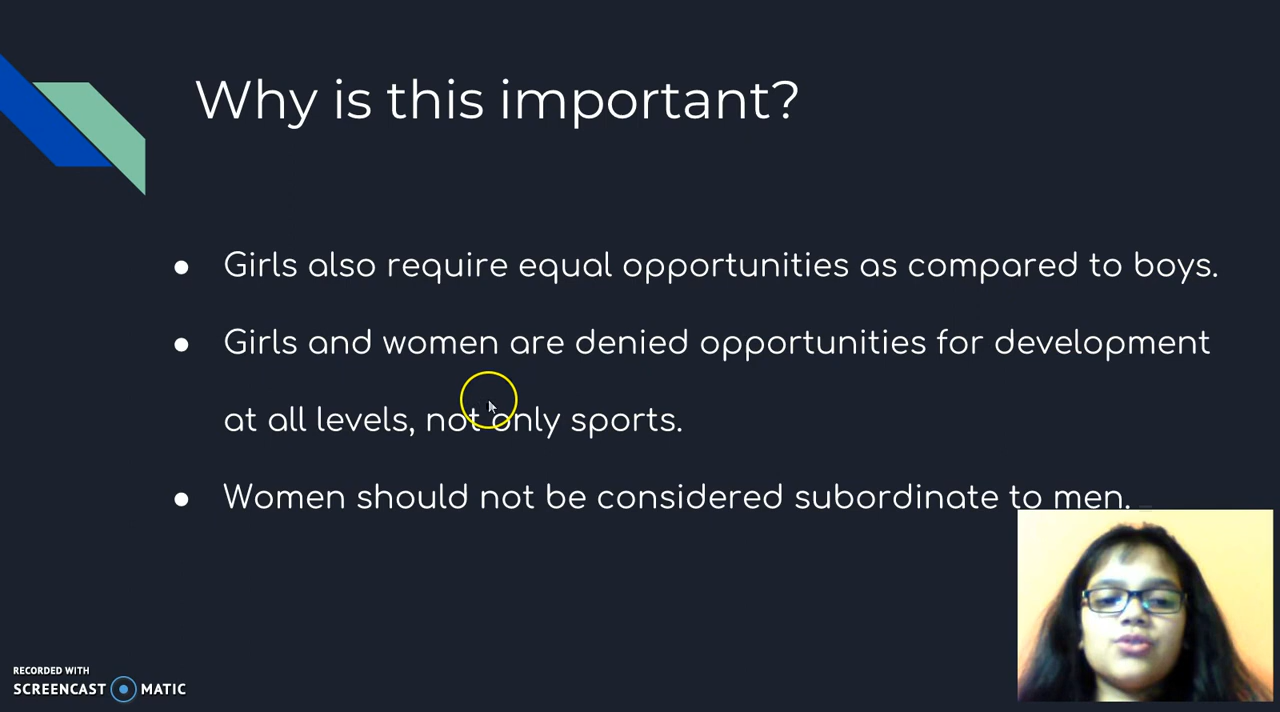 Why is this important?
● Girls also require equal opportunities as compared to boys.
● Girls and women are denied opportunities for development
at all levels, not only sports.
● Women should not be considered subordinate to men.
RECORDED WITH
SCREENCAST MATIC